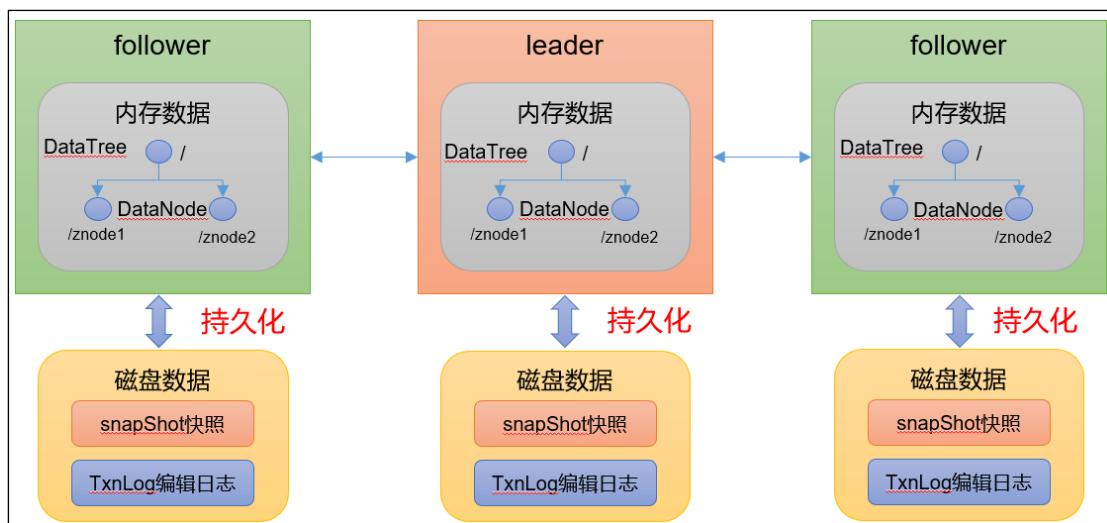 follower
内存数据
DataTree
/
DataNode
/znode1
/znode2
持久化
磁盘数据
snapShot快照
TxnLog编辑日志
leader
内存数据
DataTree
/
DataNode
/znode1
/znode2
持久化
磁盘数据
snapShot快照
TxnLog编辑日志
follower
内存数据
DataTree
/
DataNode
/znode1
/znode2
持久化
磁盘数据
snapShot快照
TxnLog编辑日志